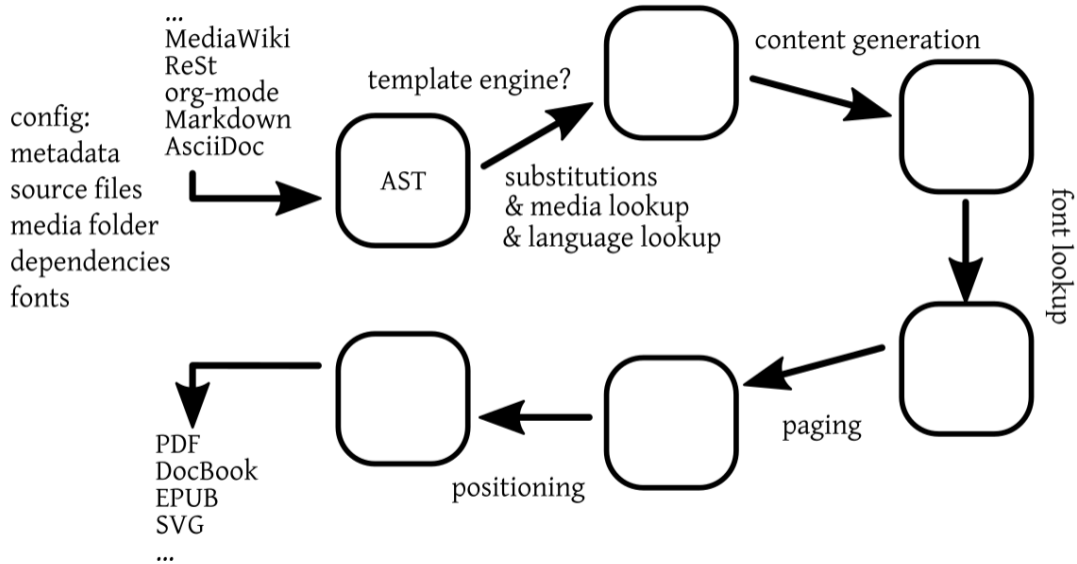 ...
MediaWiki
ReSt
org-mode
Markdown
AsciiDoc
config:
metadata
source files
media folder
dependencies
fonts
AST
template engine?
substitutions
& media lookup
& language lookup
content generation
font lookup
paging
positioning
PDF
DocBook
EPUB
SVG
...